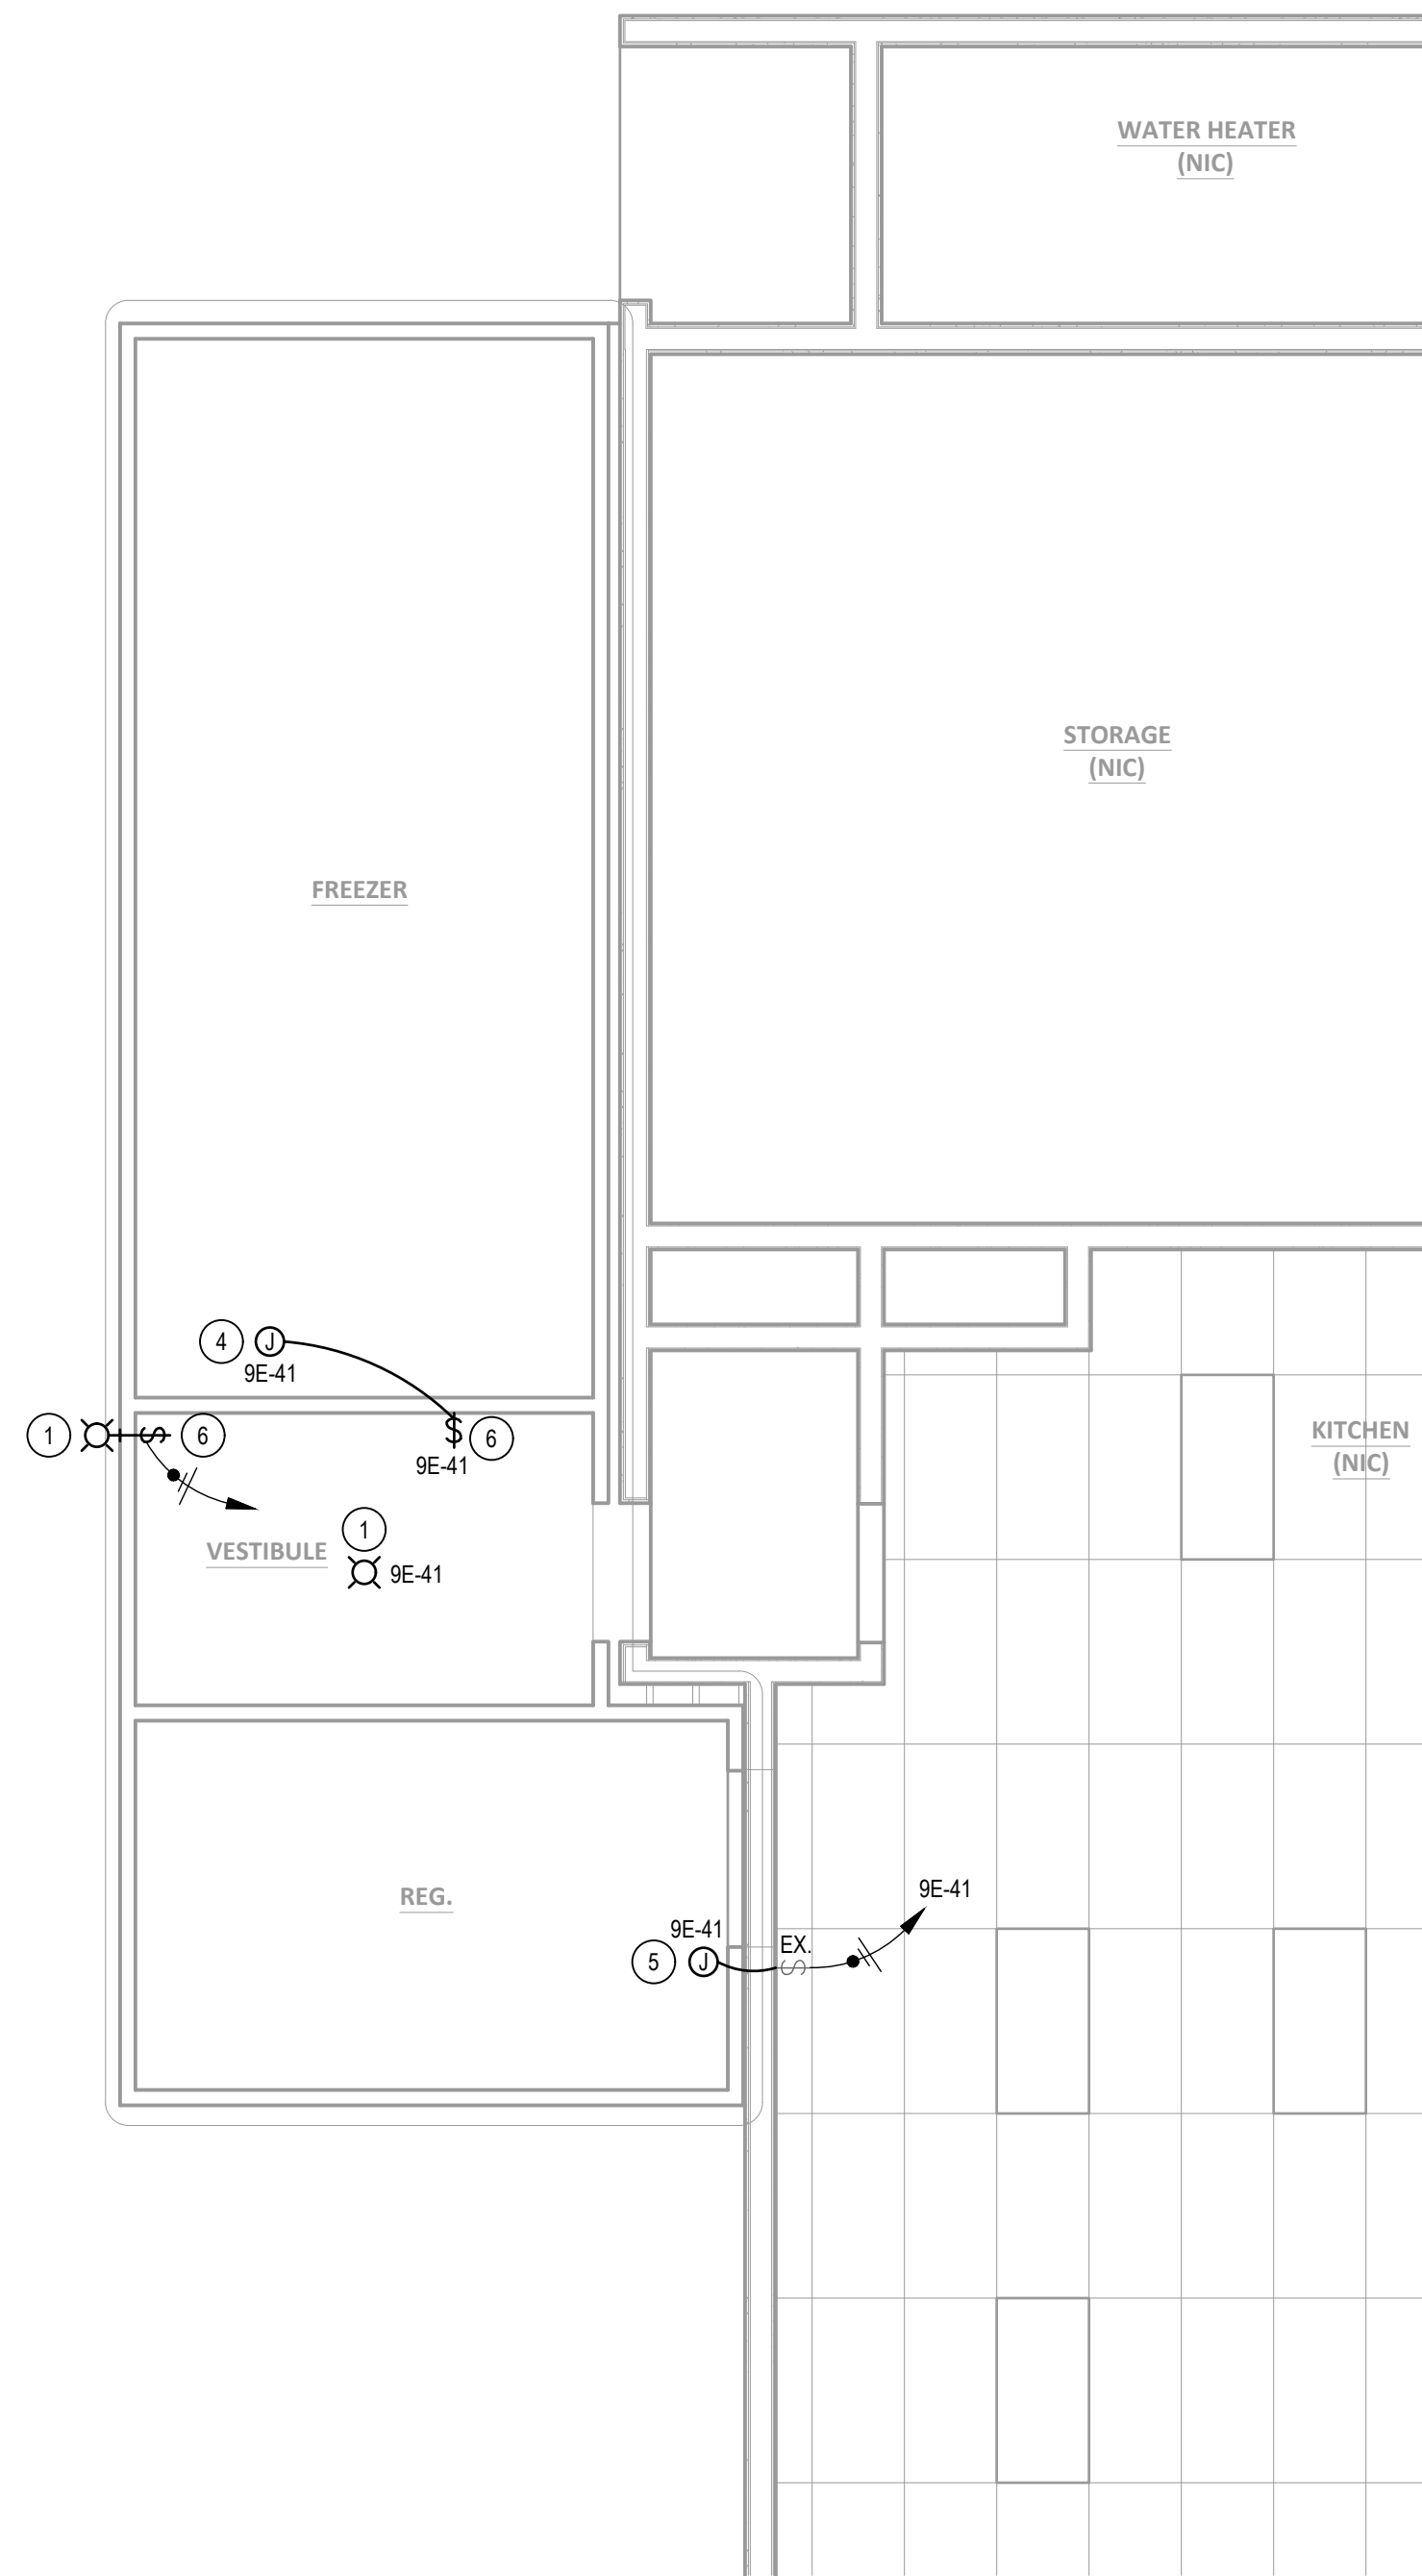 WATER HEATER
(NIC)
STORAGE
(NIC)
FREEZER
4 J
9E-41
1 $ 6
$ 6
9E-41
KITCHEN
(NIC)
1
VESTIBULE
9E-41
REG.
9E-41
9E-41
5 J
EX.
$